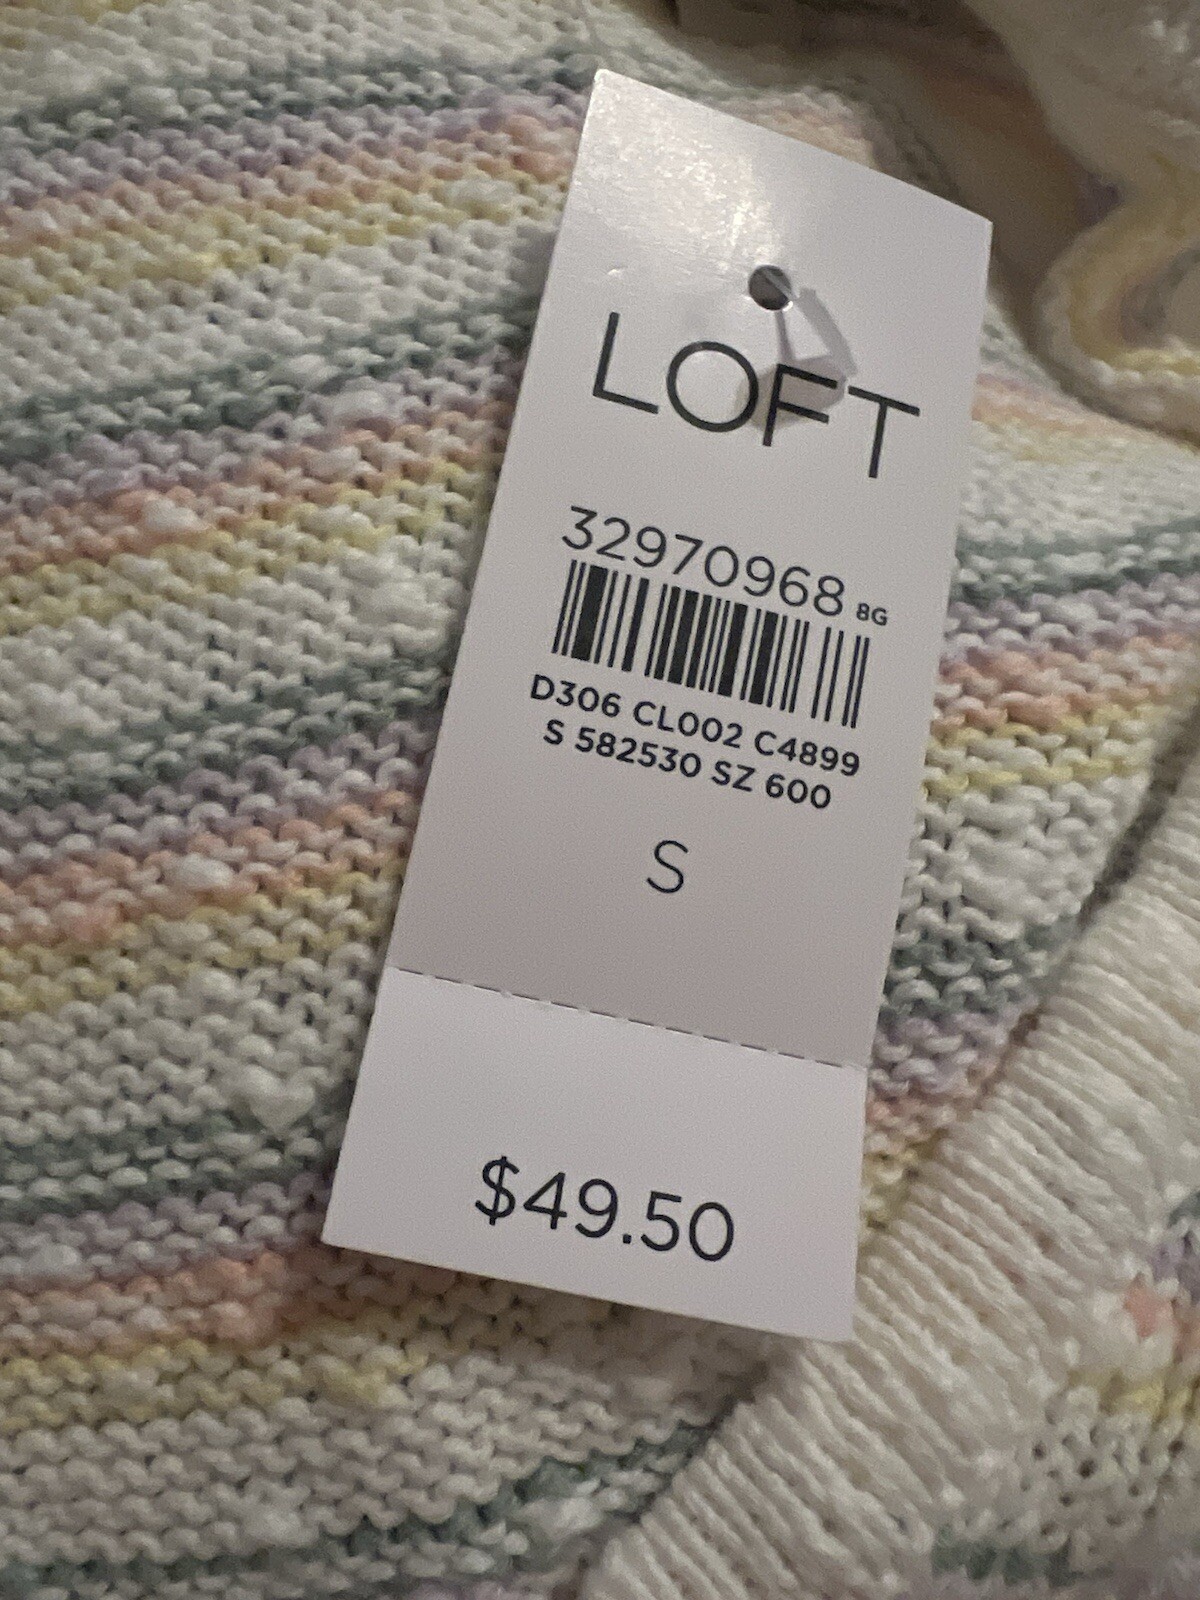 LOFT
32970968 8G
D306 CL002 C4899
S 582530 SZ 600
S
$49.50